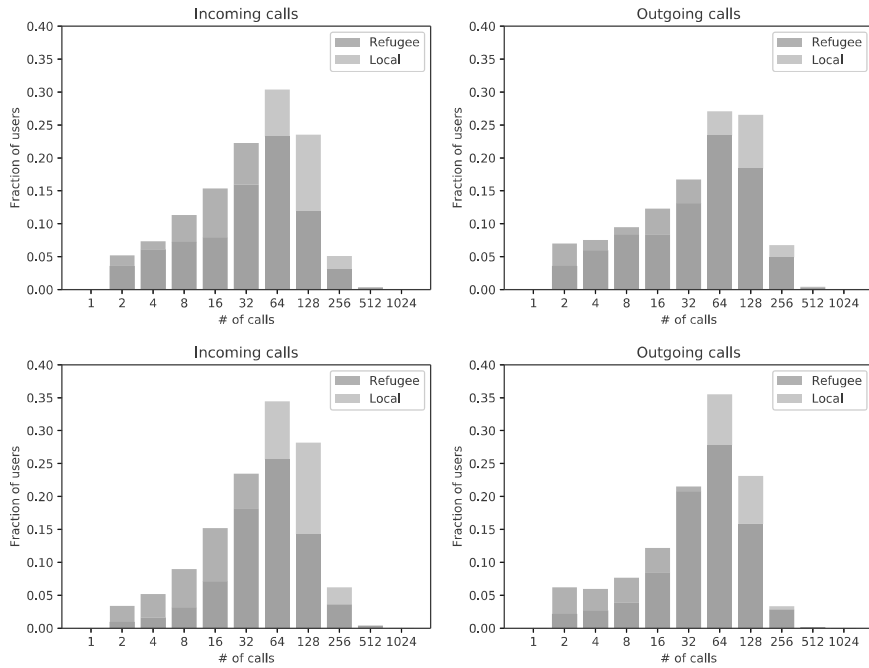 Incoming calls
0.40
0.35
0.30
0.25
0.20
0.15
0.10
0.05
0.00
Fraction of users
Refugee
Local
1 2 4 8 16 32 64 128 256 512 1024
# of calls
Outgoing calls
0.40
0.35
0.30
0.25
0.20
0.15
0.10
0.05
0.00
Fraction of users
Refugee
Local
1 2 4 8 16 32 64 128 256 512 1024
# of calls
Incoming calls
0.40
0.35
0.30
0.25
0.20
0.15
0.10
0.05
0.00
Fraction of users
Refugee
Local
1 2 4 8 16 32 64 128 256 512 1024
# of calls
Outgoing calls
0.40
0.35
0.30
0.25
0.20
0.15
0.10
0.05
0.00
Fraction of users
Refugee
Local
1 2 4 8 16 32 64 128 256 512 1024
# of calls